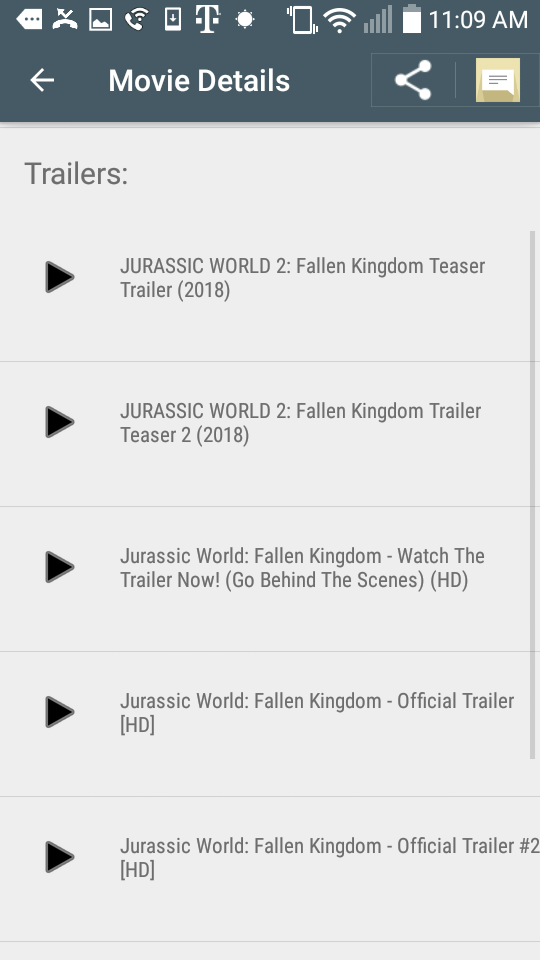 11:09 AM
Movie Details
Trailers:
JURASSIC WORLD 2: Fallen Kingdom Teaser
Trailer (2018)
JURASSIC WORLD 2: Fallen Kingdom Trailer
Teaser 2 (2018)
Jurassic World: Fallen Kingdom - Watch The
Trailer Now! (Go Behind The Scenes) (HD)
Jurassic World: Fallen Kingdom - Official Trailer
[HD]
Jurassic World: Fallen Kingdom - Official Trailer #2
[HD]